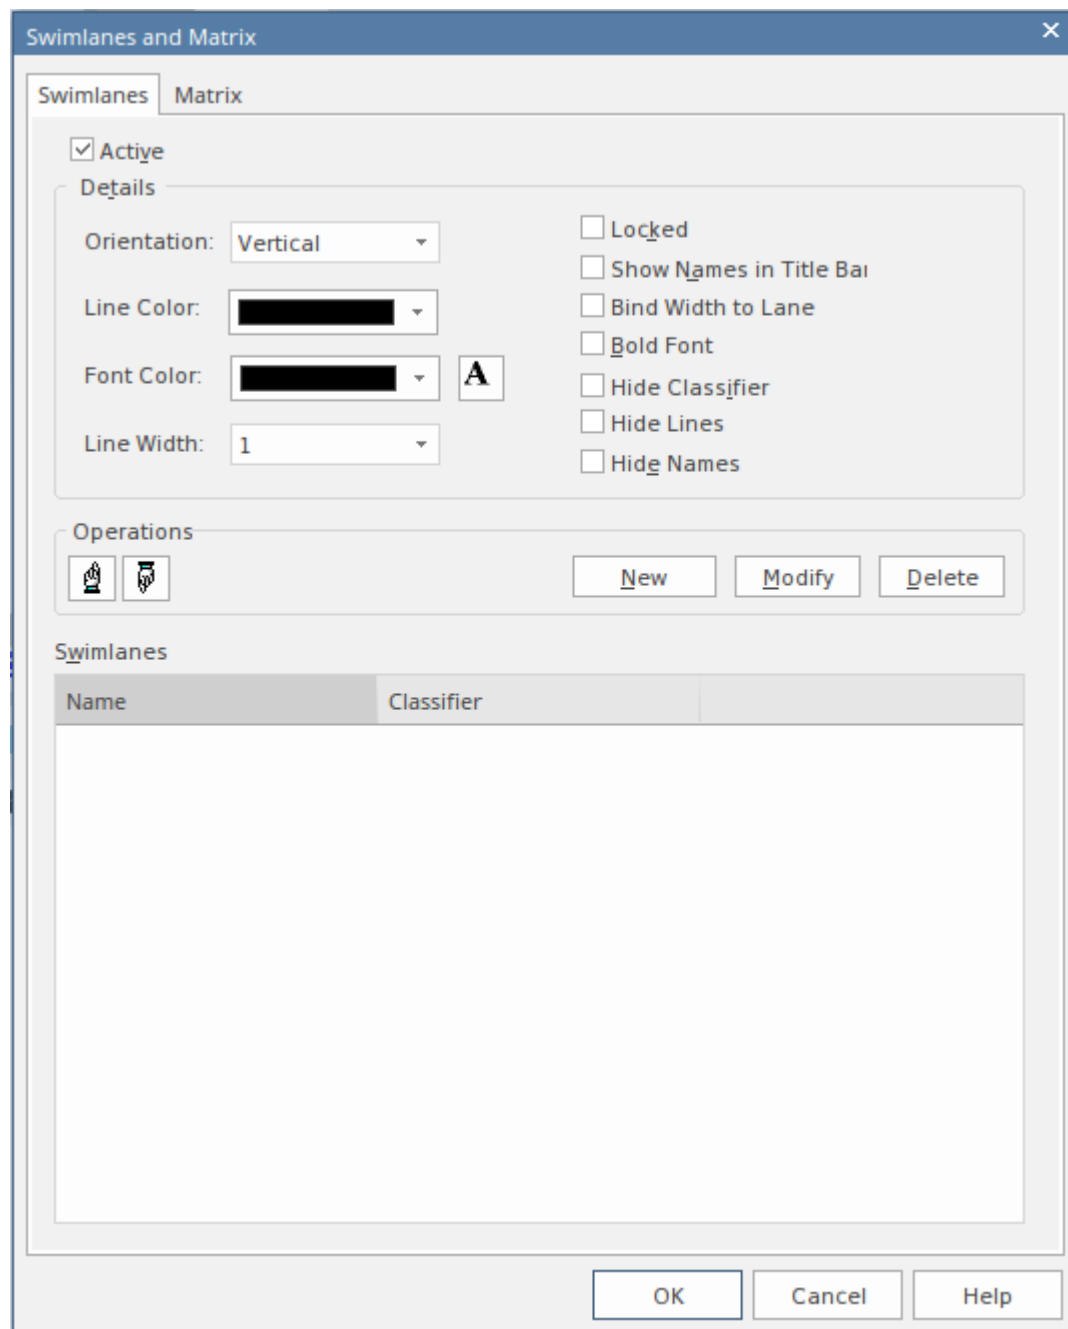 Swimlanes and Matrix
Swimlanes Matrix
Active
Details
Orientation: Vertical
Locked
Show Names in Title Bar
Line Color:
Bind Width to Lane
Bold Font
Font Color: A
Hide Classifier
Hide Lines
Line Width: 1
Hide Names
Operations
New Modify Delete
Swimlanes
Name Classifier
OK Cancel Help